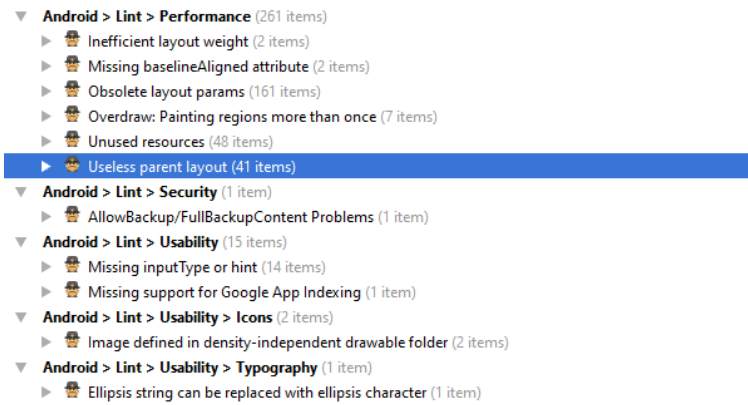 Android > Lint > Performance (261 items)
Inefficient layout weight (2 items)
Missing baselineAligned attribute (2 items)
Obsolete layout params (161 items)
Overdraw: Painting regions more than once (7 items)
Unused resources (48 items)
Useless parent layout (41 items)
Android > Lint > Security (1 item)
AllowBackup/FullBackupContent Problems (1 item)
Android > Lint > Usability (15 items)
Missing inputType or hint (14 items)
Missing support for Google App Indexing (1 item)
Android > Lint > Usability > Icons (2 items)
Image defined in density-independent drawable folder (2 items)
Android > Lint > Usability > Typography (1 item)
Ellipsis string can be replaced with ellipsis character (1 item)